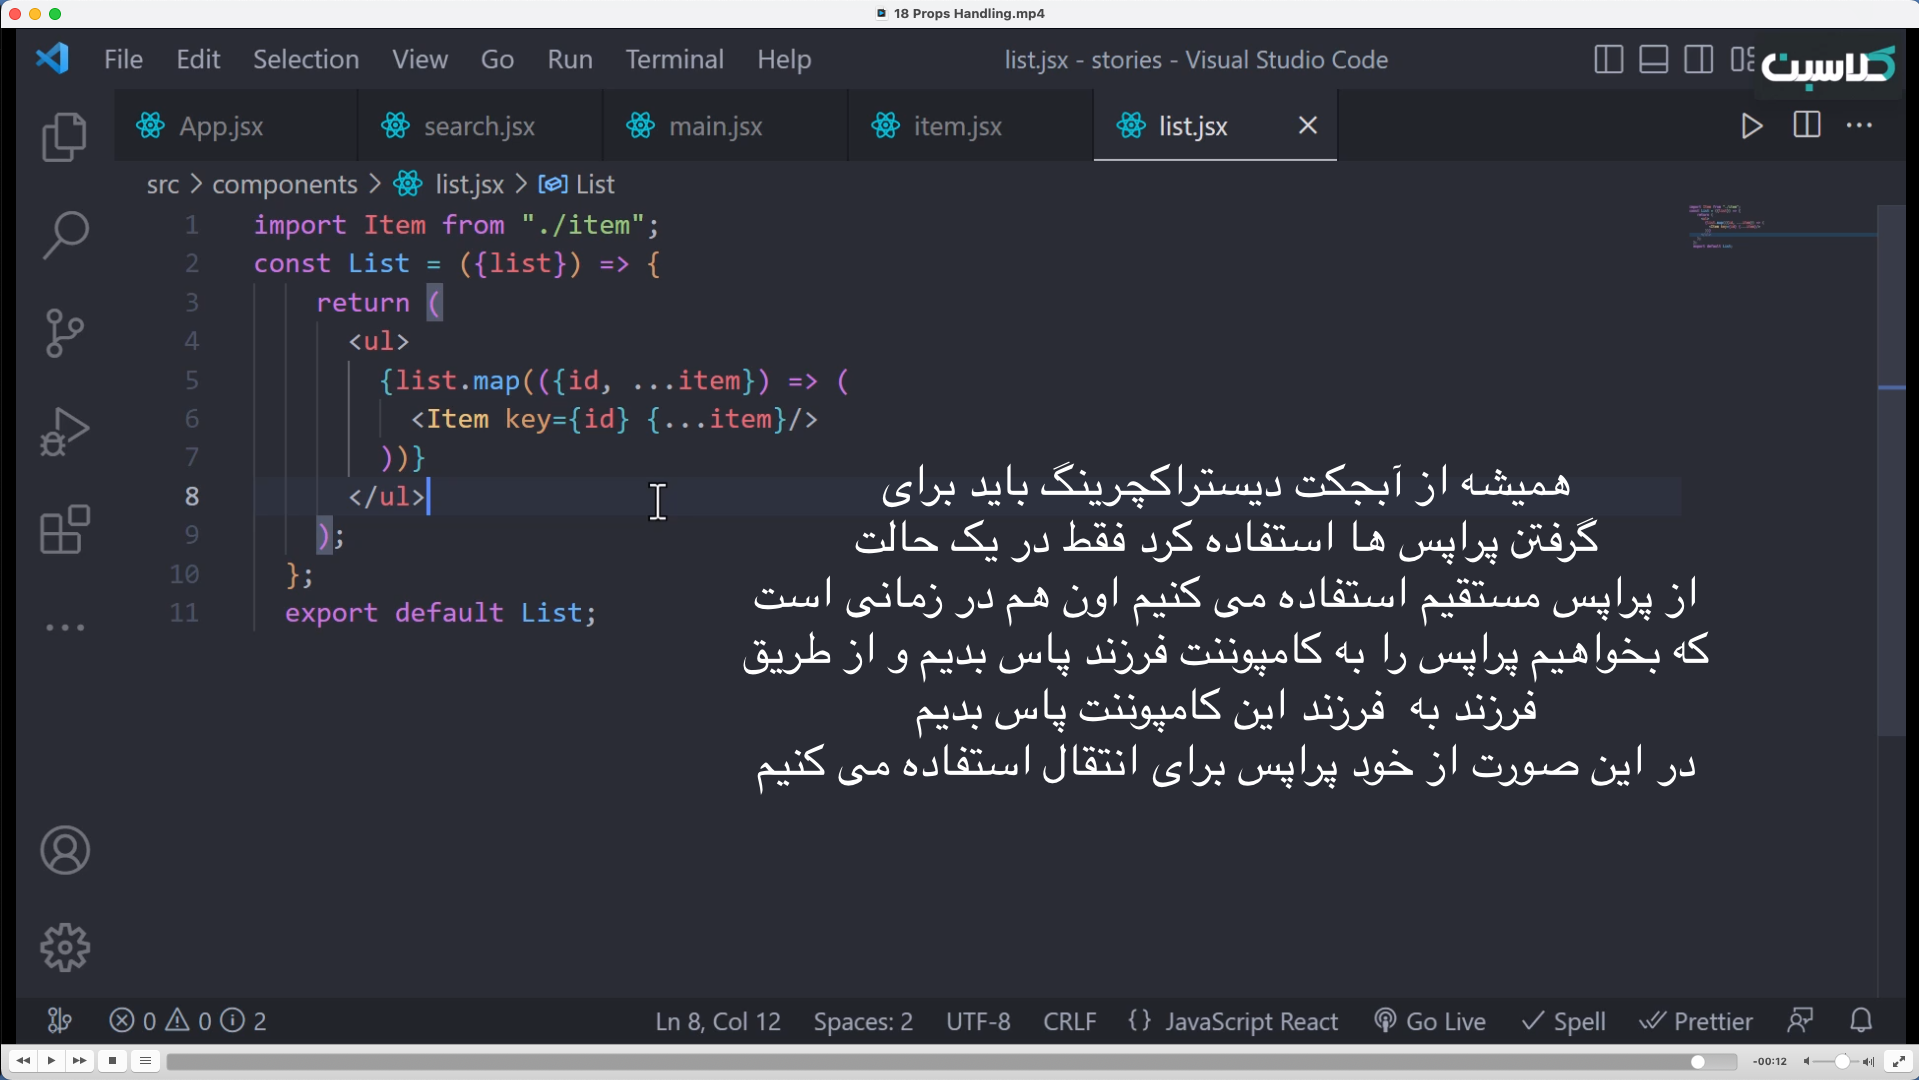 18 Props Handling.mp4
File Edit Selection View Go Run Terminal Help
list.jsx - stories - Visual Studio Code
کلاسیت
App.jsx
search.jsx
main.jsx
item.jsx
list.jsx
src > components > list.jsx > List
1 import Item from "./item";
2 const List = ({list}) => {
3 return (
4 <ul>
5 {list.map(({id, ...item}) => (
6 <Item key={id} {...item}/>
7 ))}
8 </ul>
9 );
10 };
11 export default List;
همیشه از آبجکت دیستراکچرینگ باید برای
گرفتن پراپس ها استفاده کرد فقط در یک حالت
از پراپس مستقیم استفاده می کنیم اون هم در زمانی است
که بخواهیم پراپس را به کامپوننت فرزند پاس بدیم و از طریق
فرزند به فرزند این کامپوننت پاس بدیم
در این صورت از خود پراپس برای انتقال استفاده می کنیم
0 0 2
Ln 8, Col 12 Spaces: 2 UTF-8 CRLF {} JavaScript React Go Live Spell Prettier
-00:12